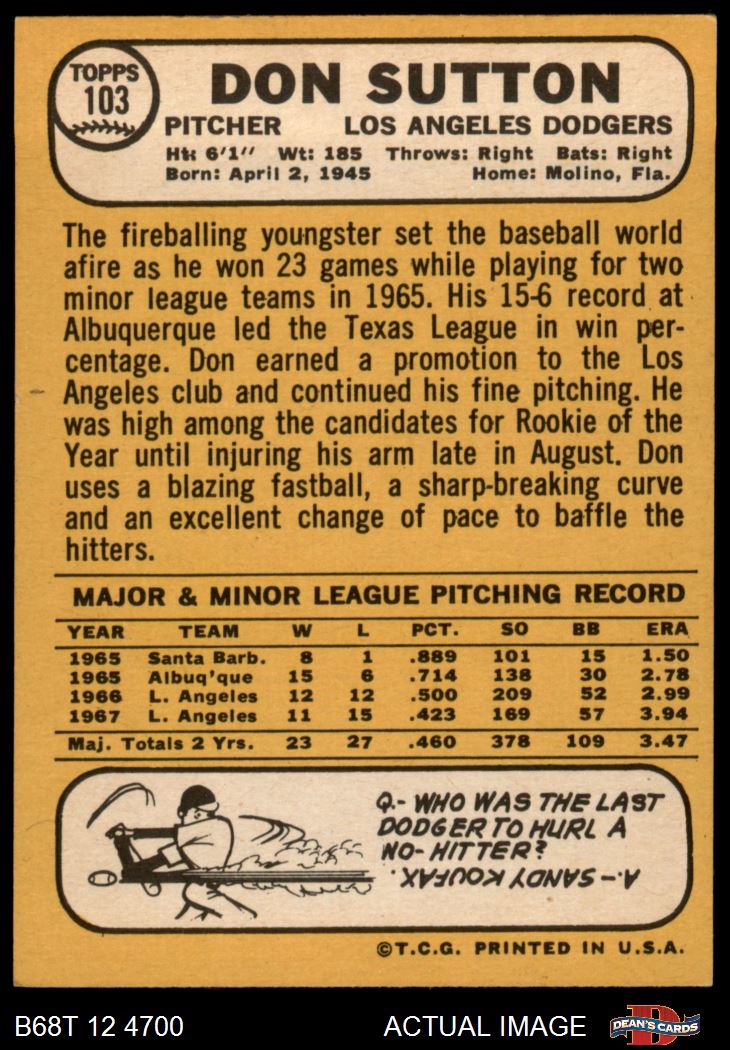 TOPPS
103
DON SUTTON
PITCHER LOS ANGELES DODGERS
Ht: 6'1" Wt: 185 Throws: Right Bats: Right
Born: April 2, 1945 Home: Molino, Fla.
The fireballing youngster set the baseball world
afire as he won 23 games while playing for two
minor league teams in 1965. His 15-6 record at
Albuquerque led the Texas League in win per-
centage. Don earned a promotion to the Los
Angeles club and continued his fine pitching. He
was high among the candidates for Rookie of the
Year until injuring his arm late in August. Don
uses a blazing fastball, a sharp-breaking curve
and an excellent change of pace to baffle the
hitters.
MAJOR & MINOR LEAGUE PITCHING RECORD
YEAR TEAM W L PCT. SO BB ERA
1965 Santa Barb. 8 1 .889 101 15 1.50
1965 Albuq'que 15 6 .714 138 30 2.78
1966 L. Angeles 12 12 .500 209 52 2.99
1967 L. Angeles 11 15 .423 169 57 3.94
Maj. Totals 2 Yrs. 23 27 .460 378 109 3.47
Q.- WHO WAS THE LAST
DODGER TO HURL A
NO-HITTER?
A.- SANDY KOUFAX.
©T.C.G. PRINTED IN U.S.A.
B68T 12 4700 ACTUAL IMAGE
D
DEAN'S CARDS